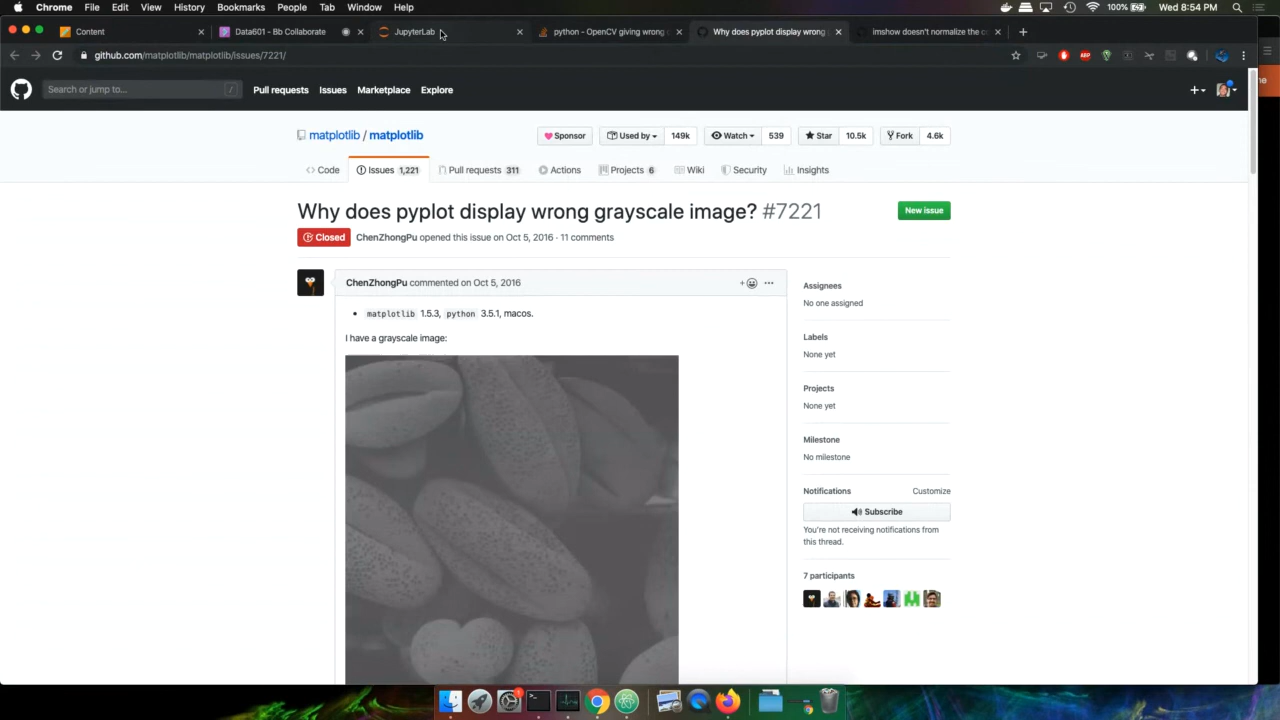 Chrome File Edit View History Bookmarks People Tab Window Help 100% Wed 8:54 PM
Content Data601 - Bb Collaborate JupyterLab python - OpenCV giving wrong Why does pyplot display wrong imshow doesn't normalize the c
github.com/matplotlib/matplotlib/issues/7221/
Search or jump to... / Pull requests Issues Marketplace Explore
matplotlib / matplotlib Sponsor Used by 149k Watch 539 Star 10.5k Fork 4.6k
Code Issues 1,221 Pull requests 311 Actions Projects 6 Wiki Security Insights
Why does pyplot display wrong grayscale image? #7221 New issue
Closed ChenZhongPu opened this issue on Oct 5, 2016 · 11 comments
ChenZhongPu commented on Oct 5, 2016
Assignees
No one assigned
• matplotlib 1.5.3, python 3.5.1, macos.
I have a grayscale image:
Labels
None yet
Projects
None yet
Milestone
No milestone
Notifications Customize
Subscribe
You're not receiving notifications from
this thread.
7 participants